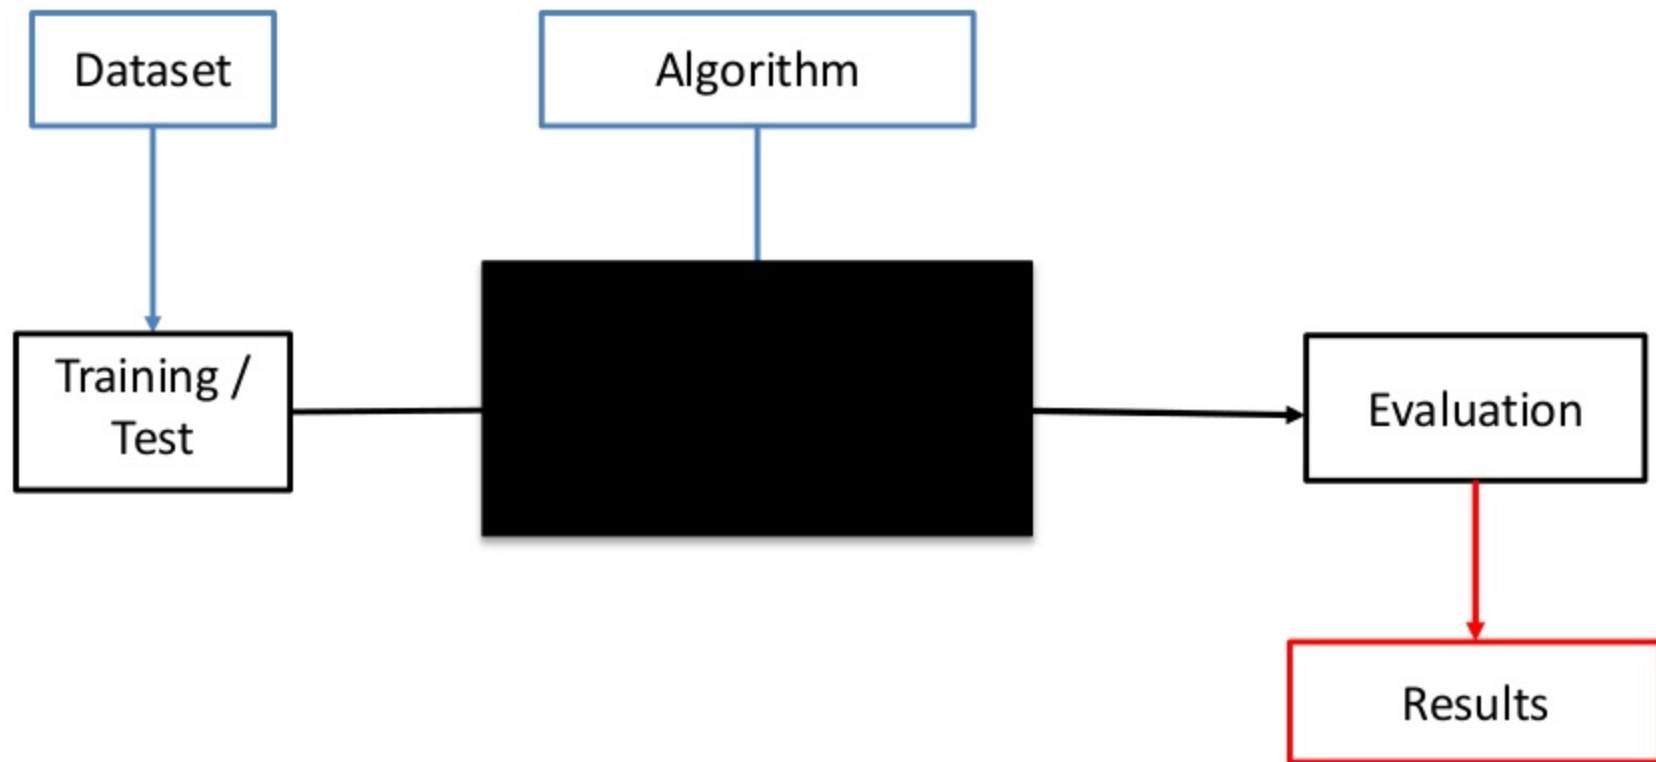 Dataset
Algorithm
Training /
Test
Evaluation
Results